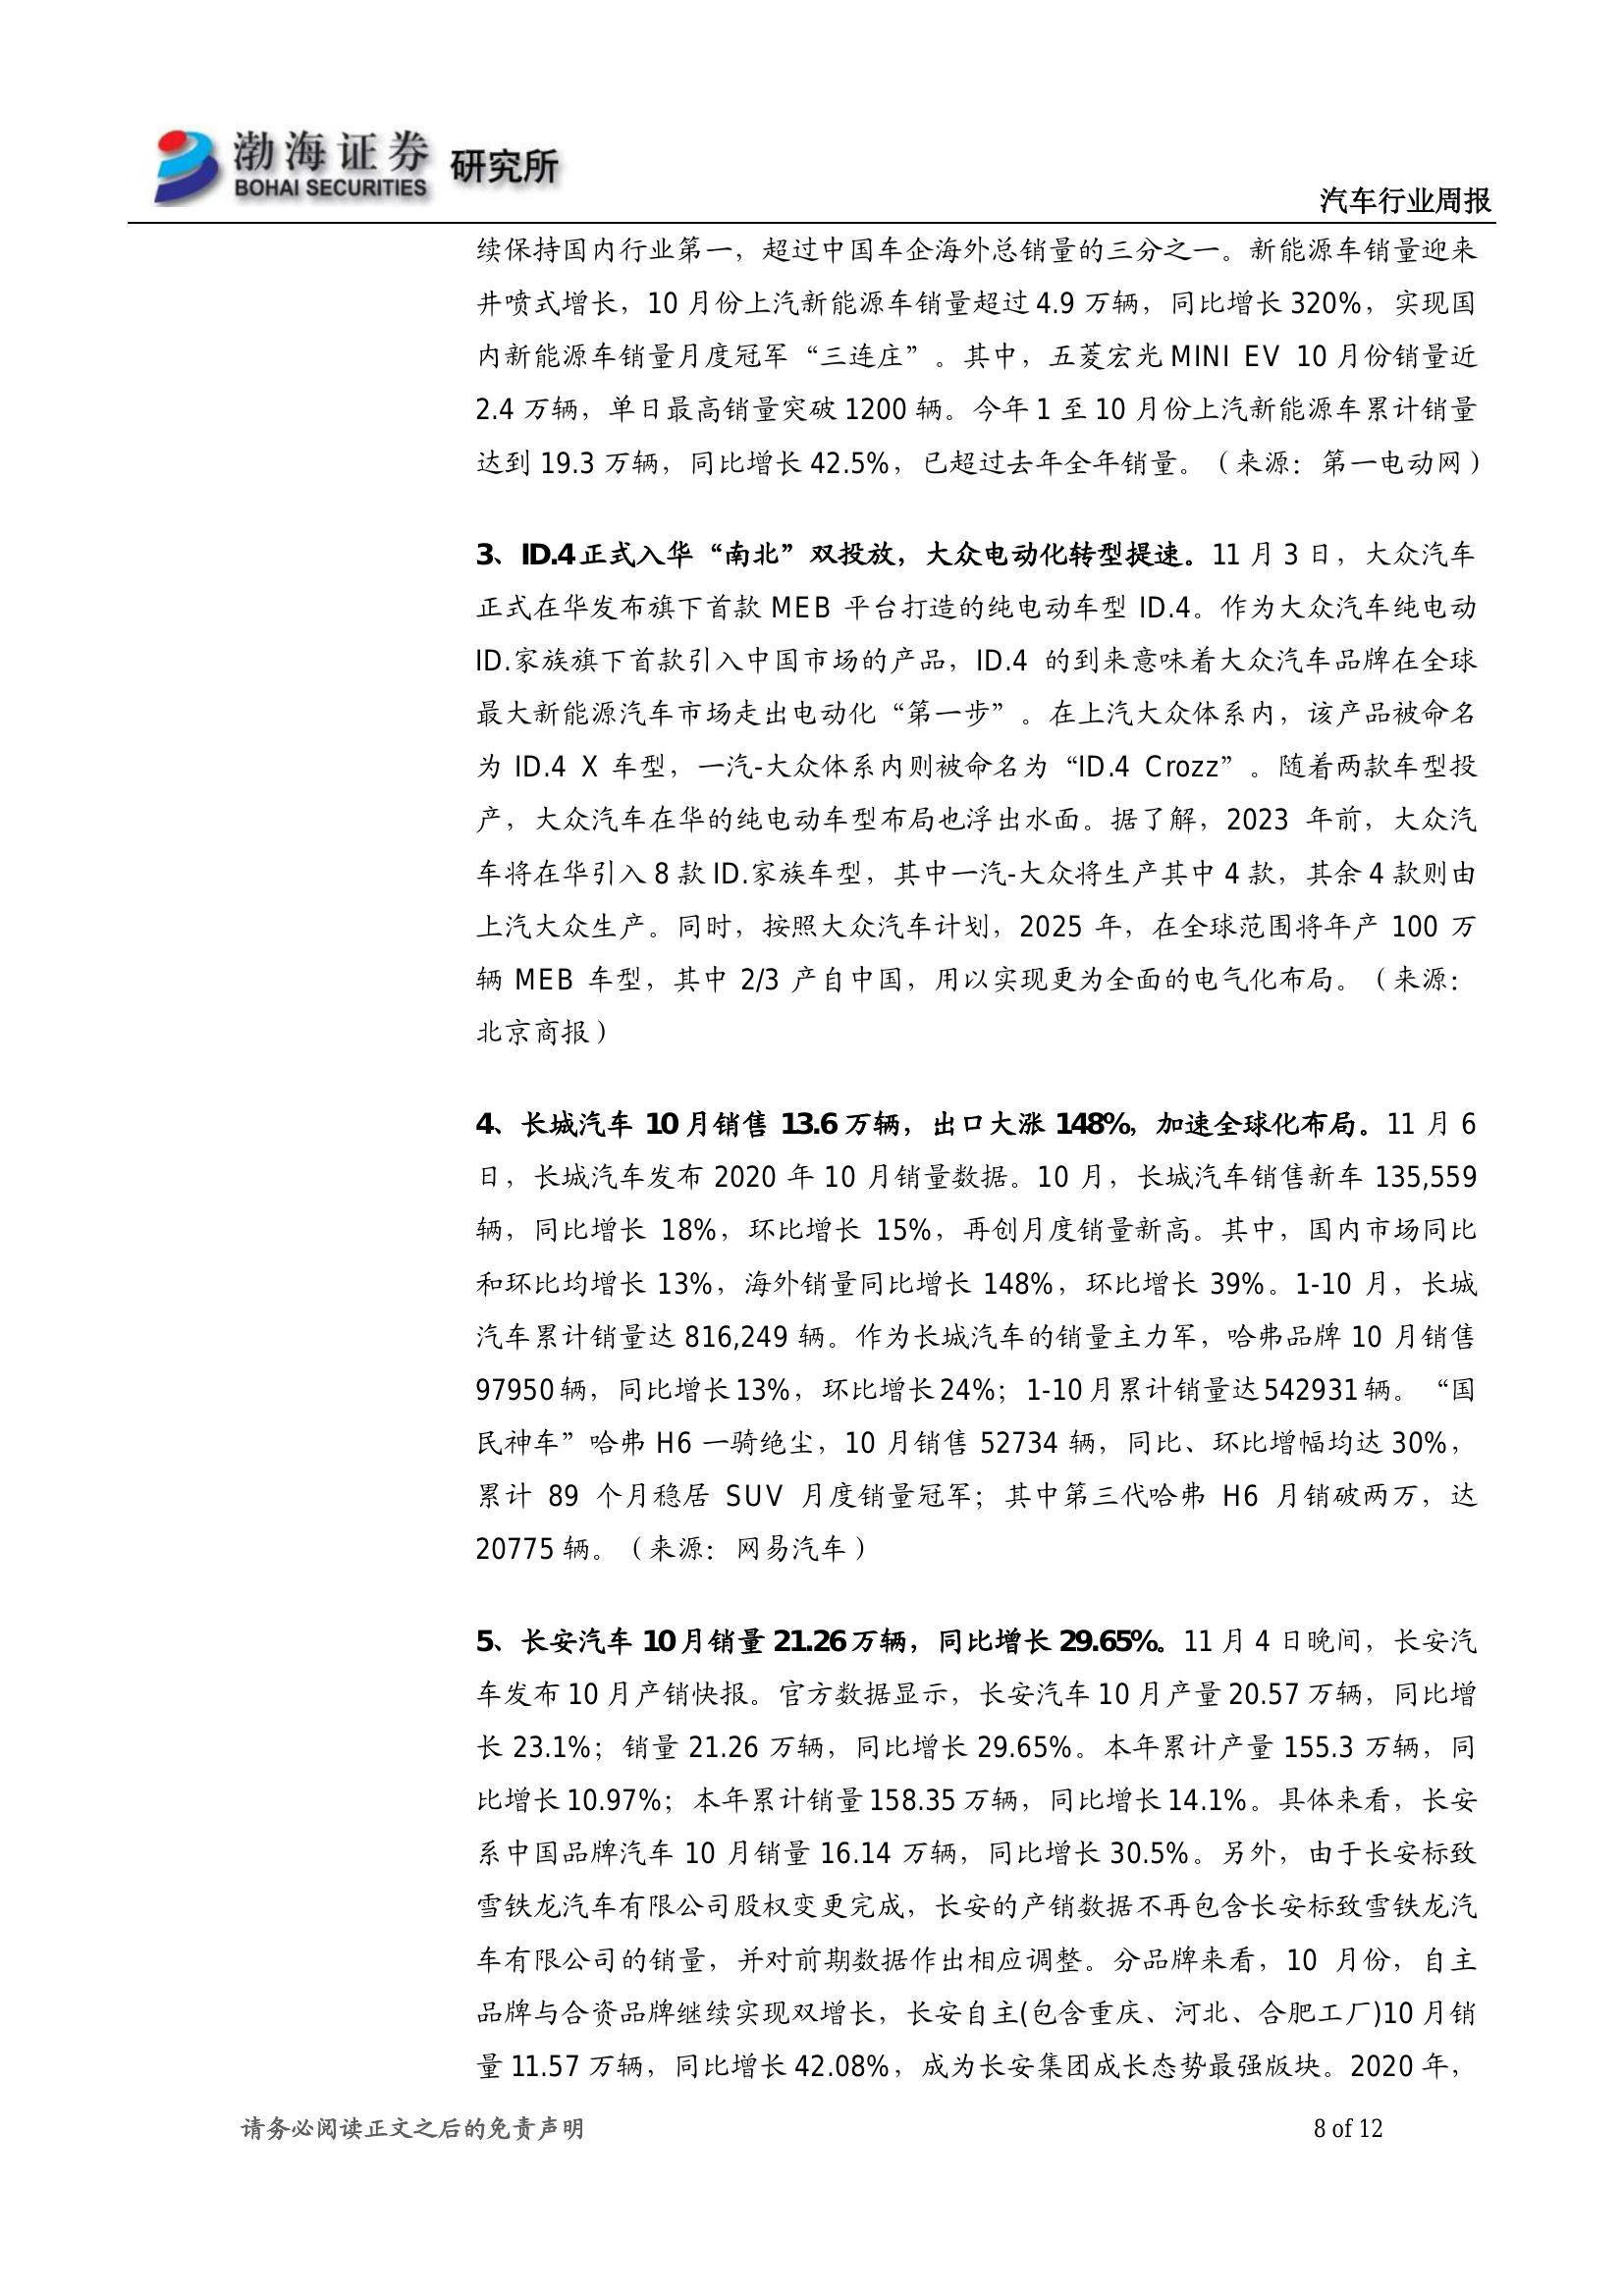 渤海证券 研究所
BOHAI SECURITIES
汽车行业周报
续保持国内行业第一，超过中国车企海外总销量的三分之一。新能源车销量迎来
井喷式增长，10 月份上汽新能源车销量超过 4.9 万辆，同比增长 320%，实现国
内新能源车销量月度冠军“三连庄”。其中，五菱宏光 MINI EV 10 月份销量近
2.4 万辆，单日最高销量突破 1200 辆。今年 1 至 10 月份上汽新能源车累计销量
达到 19.3 万辆，同比增长 42.5%，已超过去年全年销量。（来源：第一电动网）
3、ID.4 正式入华“南北”双投放，大众电动化转型提速。11 月 3 日，大众汽车
正式在华发布旗下首款 MEB 平台打造的纯电动车型 ID.4。作为大众汽车纯电动
ID.家族旗下首款引入中国市场的产品，ID.4 的到来意味着大众汽车品牌在全球
最大新能源汽车市场走出电动化“第一步”。在上汽大众体系内，该产品被命名
为 ID.4 X 车型，一汽-大众体系内则被命名为“ID.4 Crozz”。随着两款车型投
产，大众汽车在华的纯电动车型布局也浮出水面。据了解，2023 年前，大众汽
车将在华引入 8 款 ID.家族车型，其中一汽-大众将生产其中 4 款，其余 4 款则由
上汽大众生产。同时，按照大众汽车计划，2025 年，在全球范围将年产 100 万
辆 MEB 车型，其中 2/3 产自中国，用以实现更为全面的电气化布局。（来源：
北京商报）
4、长城汽车 10 月销售 13.6 万辆，出口大涨 148%，加速全球化布局。11 月 6
日，长城汽车发布 2020 年 10 月销量数据。10 月，长城汽车销售新车 135,559
辆，同比增长 18%，环比增长 15%，再创月度销量新高。其中，国内市场同比
和环比均增长 13%，海外销量同比增长 148%，环比增长 39%。1-10 月，长城
汽车累计销量达 816,249 辆。作为长城汽车的销量主力军，哈弗品牌 10 月销售
97950 辆，同比增长 13%，环比增长 24%；1-10 月累计销量达 542931 辆。“国
民神车”哈弗 H6 一骑绝尘，10 月销售 52734 辆，同比、环比增幅均达 30%，
累计 89 个月稳居 SUV 月度销量冠军；其中第三代哈弗 H6 月销破两万，达
20775 辆。（来源：网易汽车）
5、长安汽车 10 月销量 21.26 万辆，同比增长 29.65%。11 月 4 日晚间，长安汽
车发布 10 月产销快报。官方数据显示，长安汽车 10 月产量 20.57 万辆，同比增
长 23.1%；销量 21.26 万辆，同比增长 29.65%。本年累计产量 155.3 万辆，同
比增长 10.97%；本年累计销量 158.35 万辆，同比增长 14.1%。具体来看，长安
系中国品牌汽车 10 月销量 16.14 万辆，同比增长 30.5%。另外，由于长安标致
雪铁龙汽车有限公司股权变更完成，长安的产销数据不再包含长安标致雪铁龙汽
车有限公司的销量，并对前期数据作出相应调整。分品牌来看，10 月份，自主
品牌与合资品牌继续实现双增长，长安自主(包含重庆、河北、合肥工厂)10 月销
量 11.57 万辆，同比增长 42.08%，成为长安集团成长态势最强版块。2020 年，
请务必阅读正文之后的免责声明
8 of 12